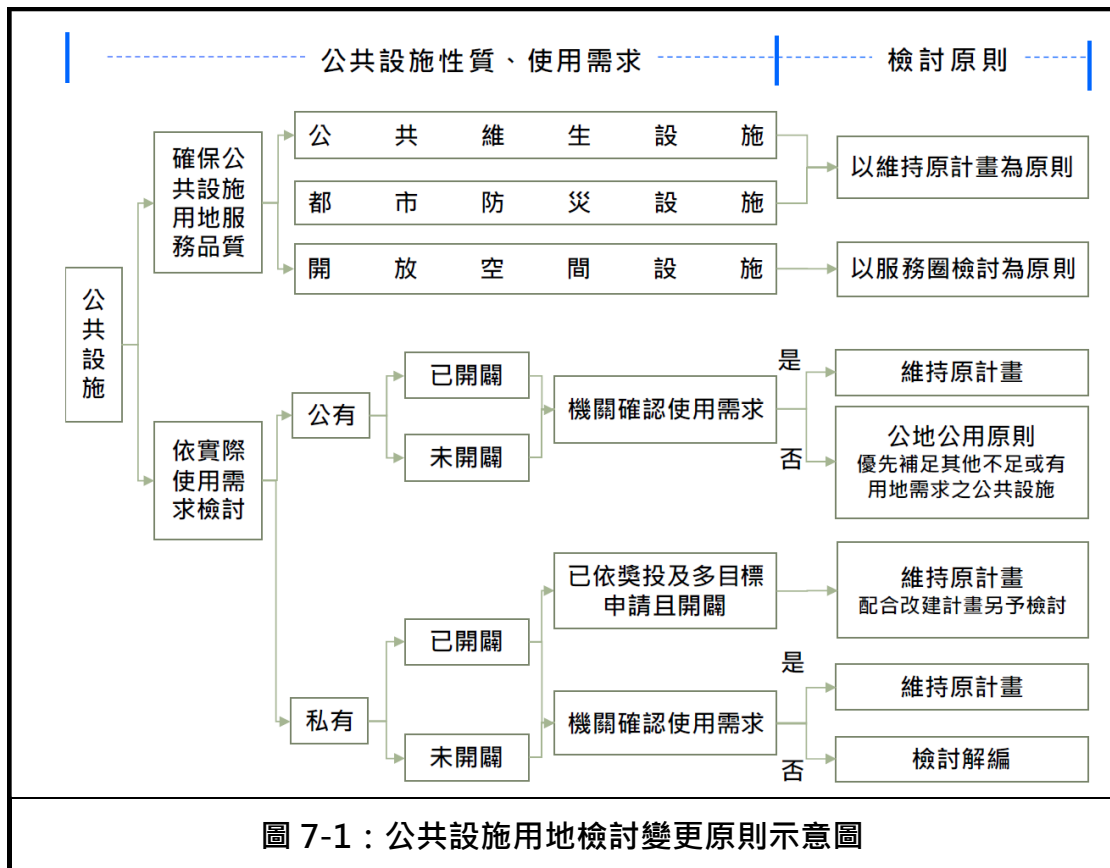 公共設施性質、使用需求
檢討原則
公共設施
確保公
共設施
用地服
務品質
公共維生設施
都市防災設施
開放空間設施
以維持原計畫為原則
以服務圈檢討為原則
依實際
使用需
求檢討
公有
已開闢
未開闢
機關確認使用需求
是
否
維持原計畫
公地公用原則
優先補足其他不足或有
用地需求之公共設施
私有
已開闢
未開闢
已依獎投及多目標
申請且開闢
機關確認使用需求
是
否
維持原計畫
配合改建計畫另予檢討
維持原計畫
檢討解編
圖 7-1：公共設施用地檢討變更原則示意圖